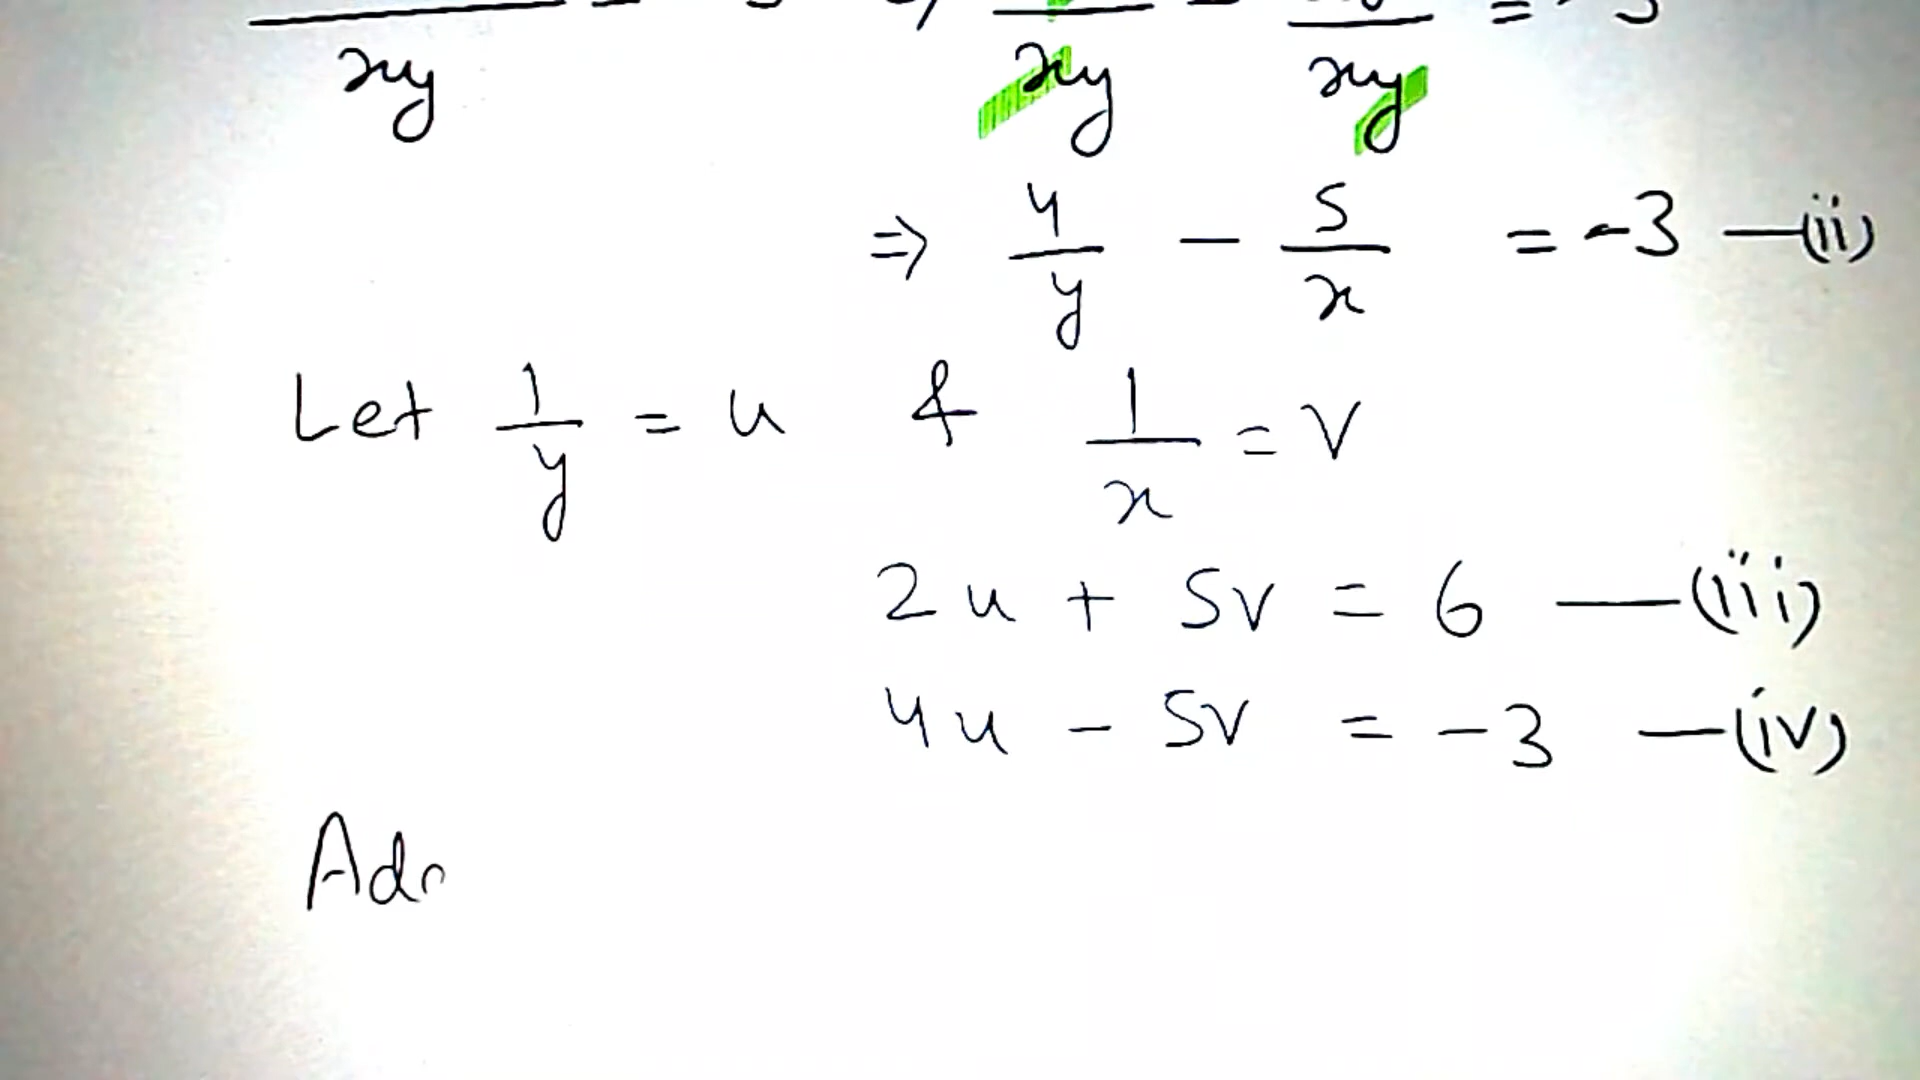 xy ⇒ xy xy = -3
⇒ 4/y - 5/x = -3 —(ii)
Let 1/y = u & 1/x = v
2u + 5v = 6 —(iii)
4u - 5v = -3 —(iv)
Ad